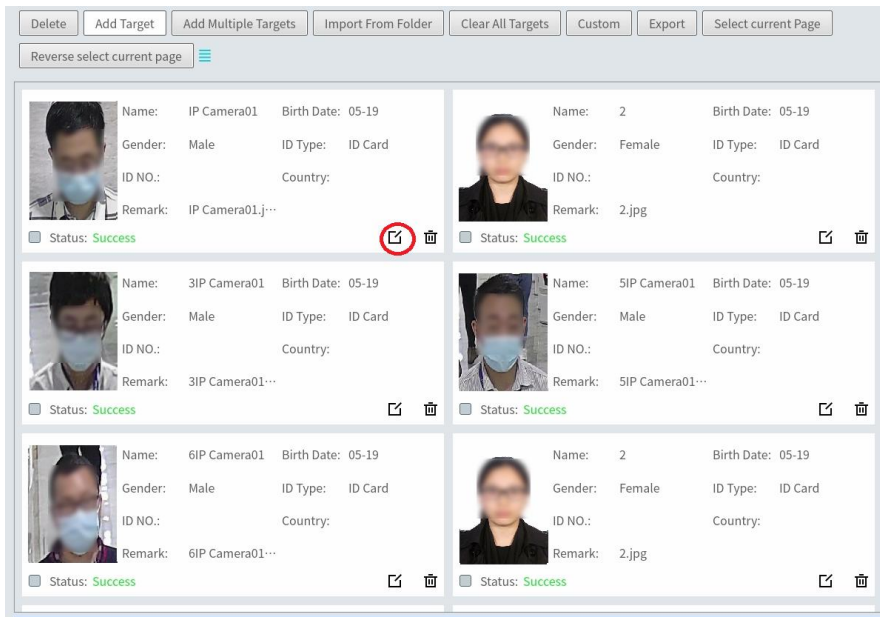 Delete Add Target Add Multiple Targets Import From Folder Clear All Targets Custom Export Select current Page
Reverse select current page
Name: IP Camera01 Birth Date: 05-19
Gender: Male ID Type: ID Card
ID NO.: Country:
Remark: IP Camera01.j···
Status: Success
Name: 2 Birth Date: 05-19
Gender: Female ID Type: ID Card
ID NO.: Country:
Remark: 2.jpg
Status: Success
Name: 3IP Camera01 Birth Date: 05-19
Gender: Male ID Type: ID Card
ID NO.: Country:
Remark: 3IP Camera01···
Status: Success
Name: 5IP Camera01 Birth Date: 05-19
Gender: Male ID Type: ID Card
ID NO.: Country:
Remark: 5IP Camera01···
Status: Success
Name: 6IP Camera01 Birth Date: 05-19
Gender: Male ID Type: ID Card
ID NO.: Country:
Remark: 6IP Camera01···
Status: Success
Name: 2 Birth Date: 05-19
Gender: Female ID Type: ID Card
ID NO.: Country:
Remark: 2.jpg
Status: Success